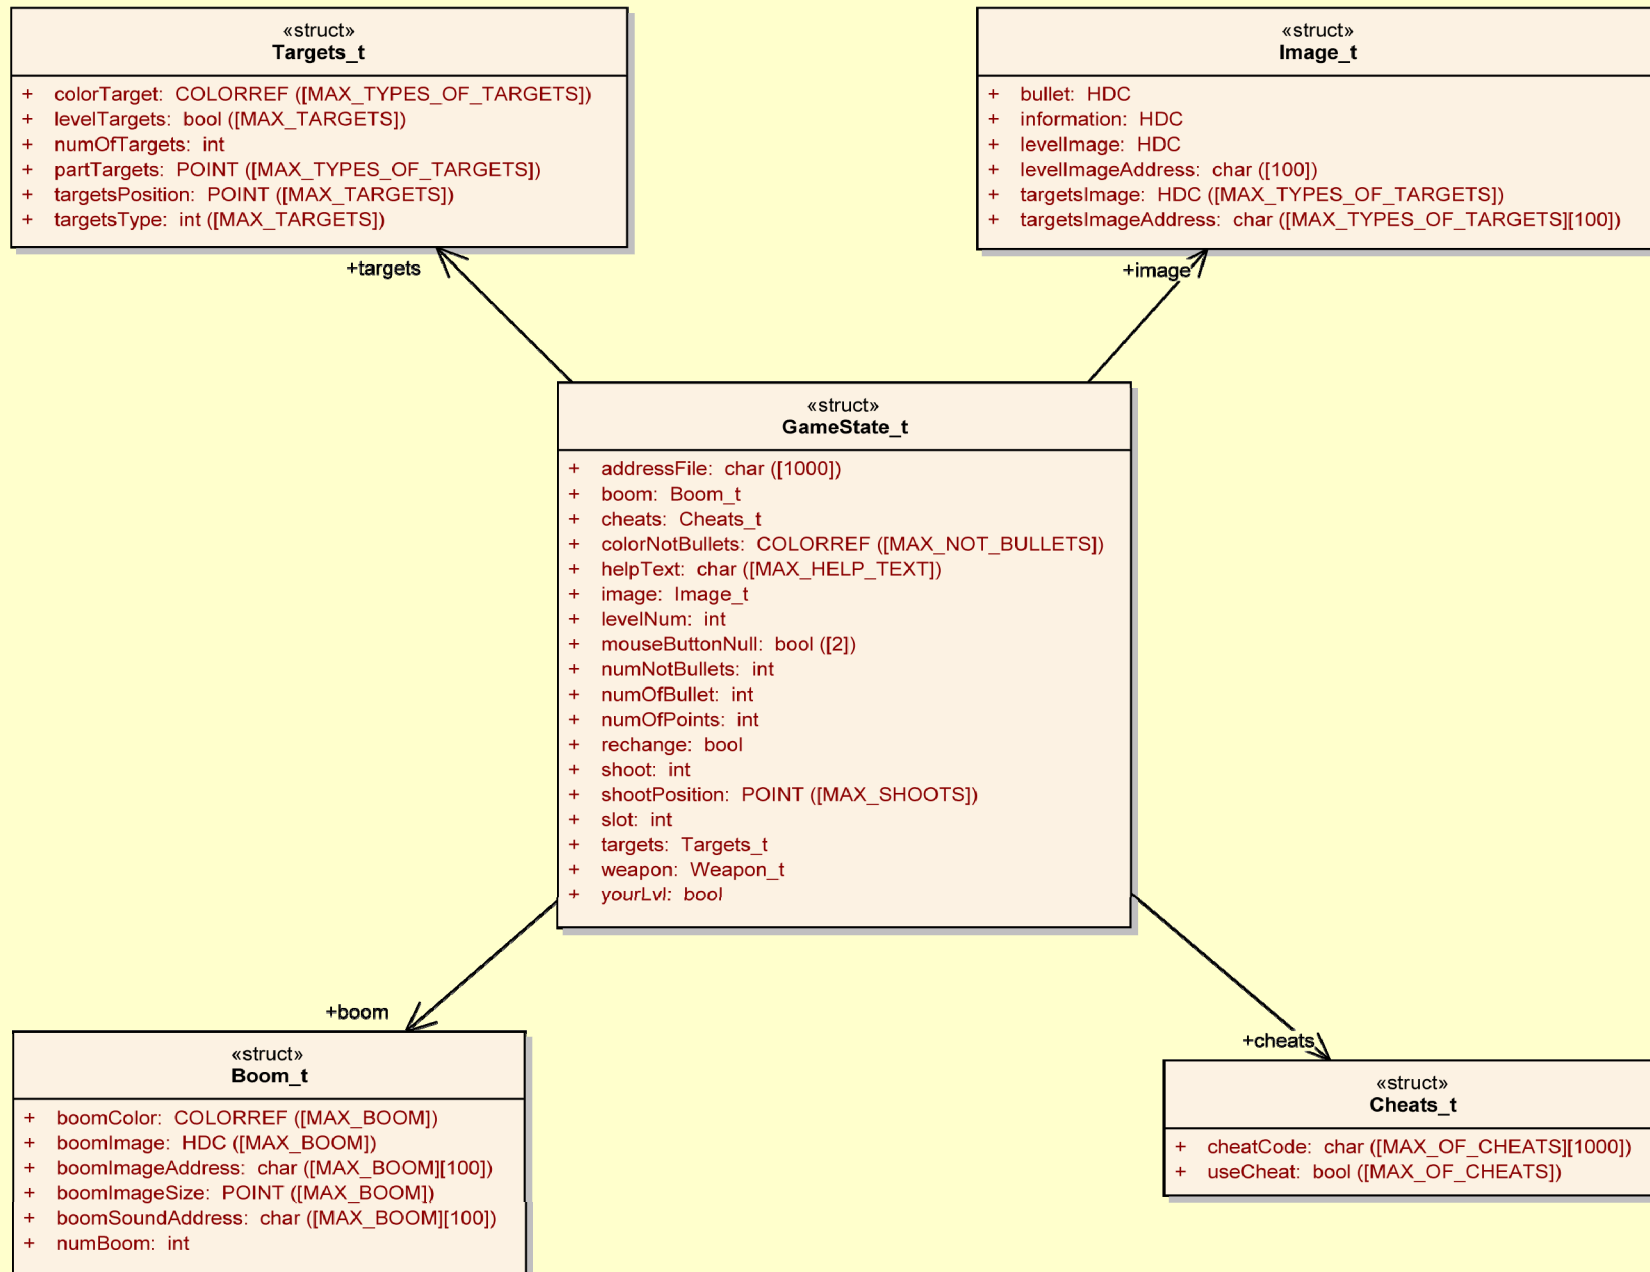 «struct»
Targets_t
+ colorTarget: COLORREF ([MAX_TYPES_OF_TARGETS])
+ levelTargets: bool ([MAX_TARGETS])
+ numOfTargets: int
+ partTargets: POINT ([MAX_TYPES_OF_TARGETS])
+ targetsPosition: POINT ([MAX_TARGETS])
+ targetsType: int ([MAX_TARGETS])
«struct»
Image_t
+ bullet: HDC
+ information: HDC
+ levelImage: HDC
+ levelImageAddress: char ([100])
+ targetsImage: HDC ([MAX_TYPES_OF_TARGETS])
+ targetsImageAddress: char ([MAX_TYPES_OF_TARGETS][100])
+targets
+image
«struct»
GameState_t
+ addressFile: char ([1000])
+ boom: Boom_t
+ cheats: Cheats_t
+ colorNotBullets: COLORREF ([MAX_NOT_BULLETS])
+ helpText: char ([MAX_HELP_TEXT])
+ image: Image_t
+ levelNum: int
+ mouseButtonNull: bool ([2])
+ numNotBullets: int
+ numOfBullet: int
+ numOfPoints: int
+ rechange: bool
+ shoot: int
+ shootPosition: POINT ([MAX_SHOOTS])
+ slot: int
+ targets: Targets_t
+ weapon: Weapon_t
+ yourLvl: bool
+boom
+cheats
«struct»
Boom_t
+ boomColor: COLORREF ([MAX_BOOM])
+ boomImage: HDC ([MAX_BOOM])
+ boomImageAddress: char ([MAX_BOOM][100])
+ boomImageSize: POINT ([MAX_BOOM])
+ boomSoundAddress: char ([MAX_BOOM][100])
+ numBoom: int
«struct»
Cheats_t
+ cheatCode: char ([MAX_OF_CHEATS][1000])
+ useCheat: bool ([MAX_OF_CHEATS])